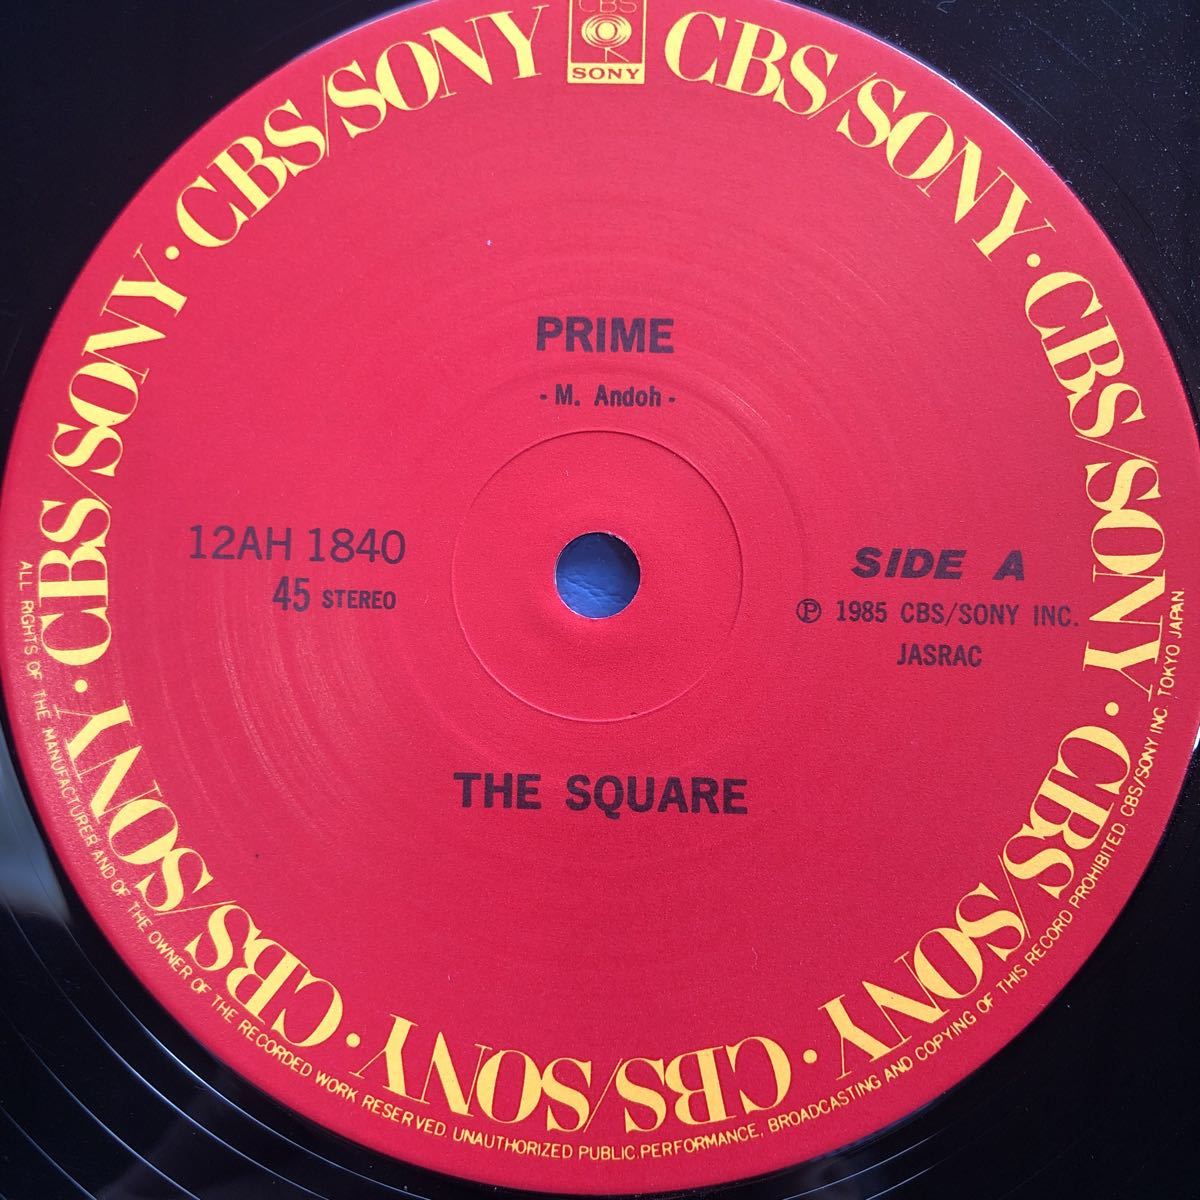 CBS
SONY
CBS/SONY · CBS/SONY · CBS/SONY · CBS/SONY · CBS/SONY · CBS/SONY · CBS/SONY · CBS/SONY
PRIME
- M. Andoh -
12AH 1840
45 STEREO
SIDE A
Ⓟ 1985 CBS/SONY INC.
JASRAC
THE SQUARE
ALL RIGHTS OF THE MANUFACTURER AND OF THE OWNER OF THE RECORDED WORK RESERVED. UNAUTHORIZED PUBLIC PERFORMANCE, BROADCASTING AND COPYING OF THIS RECORD PROHIBITED. CBS/SONY INC. TOKYO JAPAN